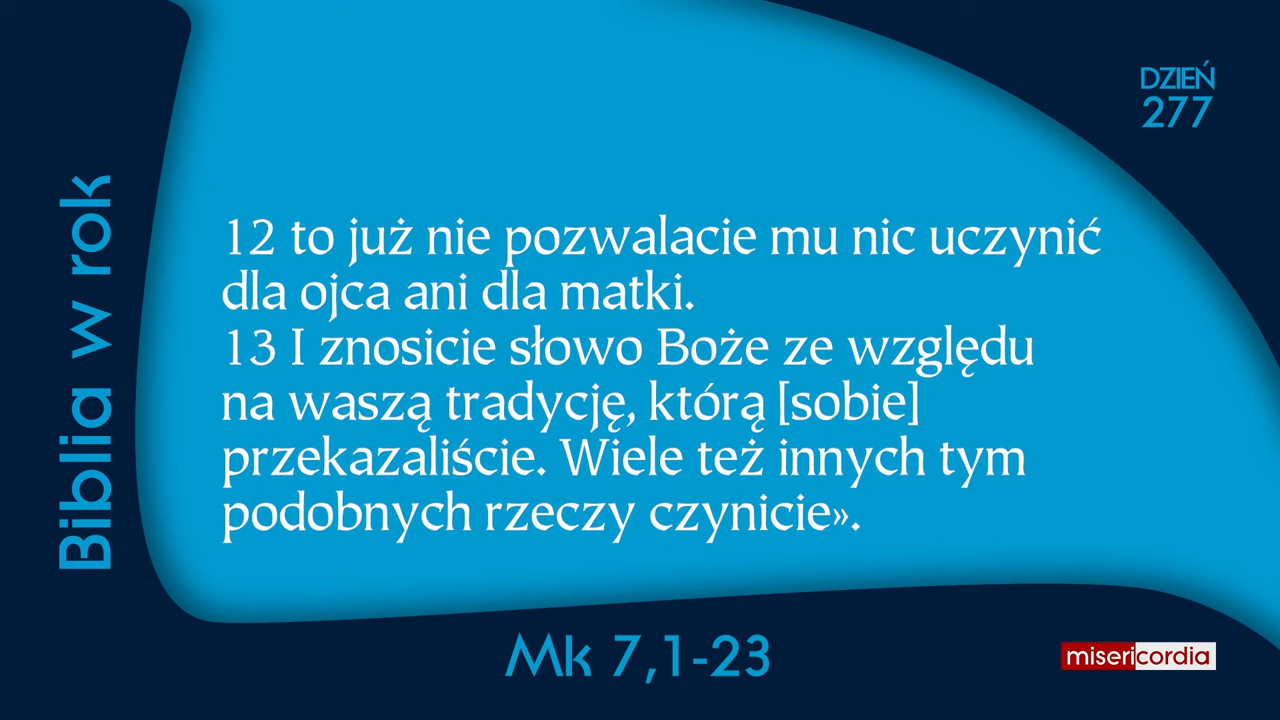 DZIEŃ
277
Biblia w rok
12 to już nie pozwalacie mu nic uczynić
dla ojca ani dla matki.
13 I znosicie słowo Boże ze względu
na waszą tradycję, którą [sobie]
przekazaliście. Wiele też innych tym
podobnych rzeczy czynicie».
Mk 7,1-23
misericordia